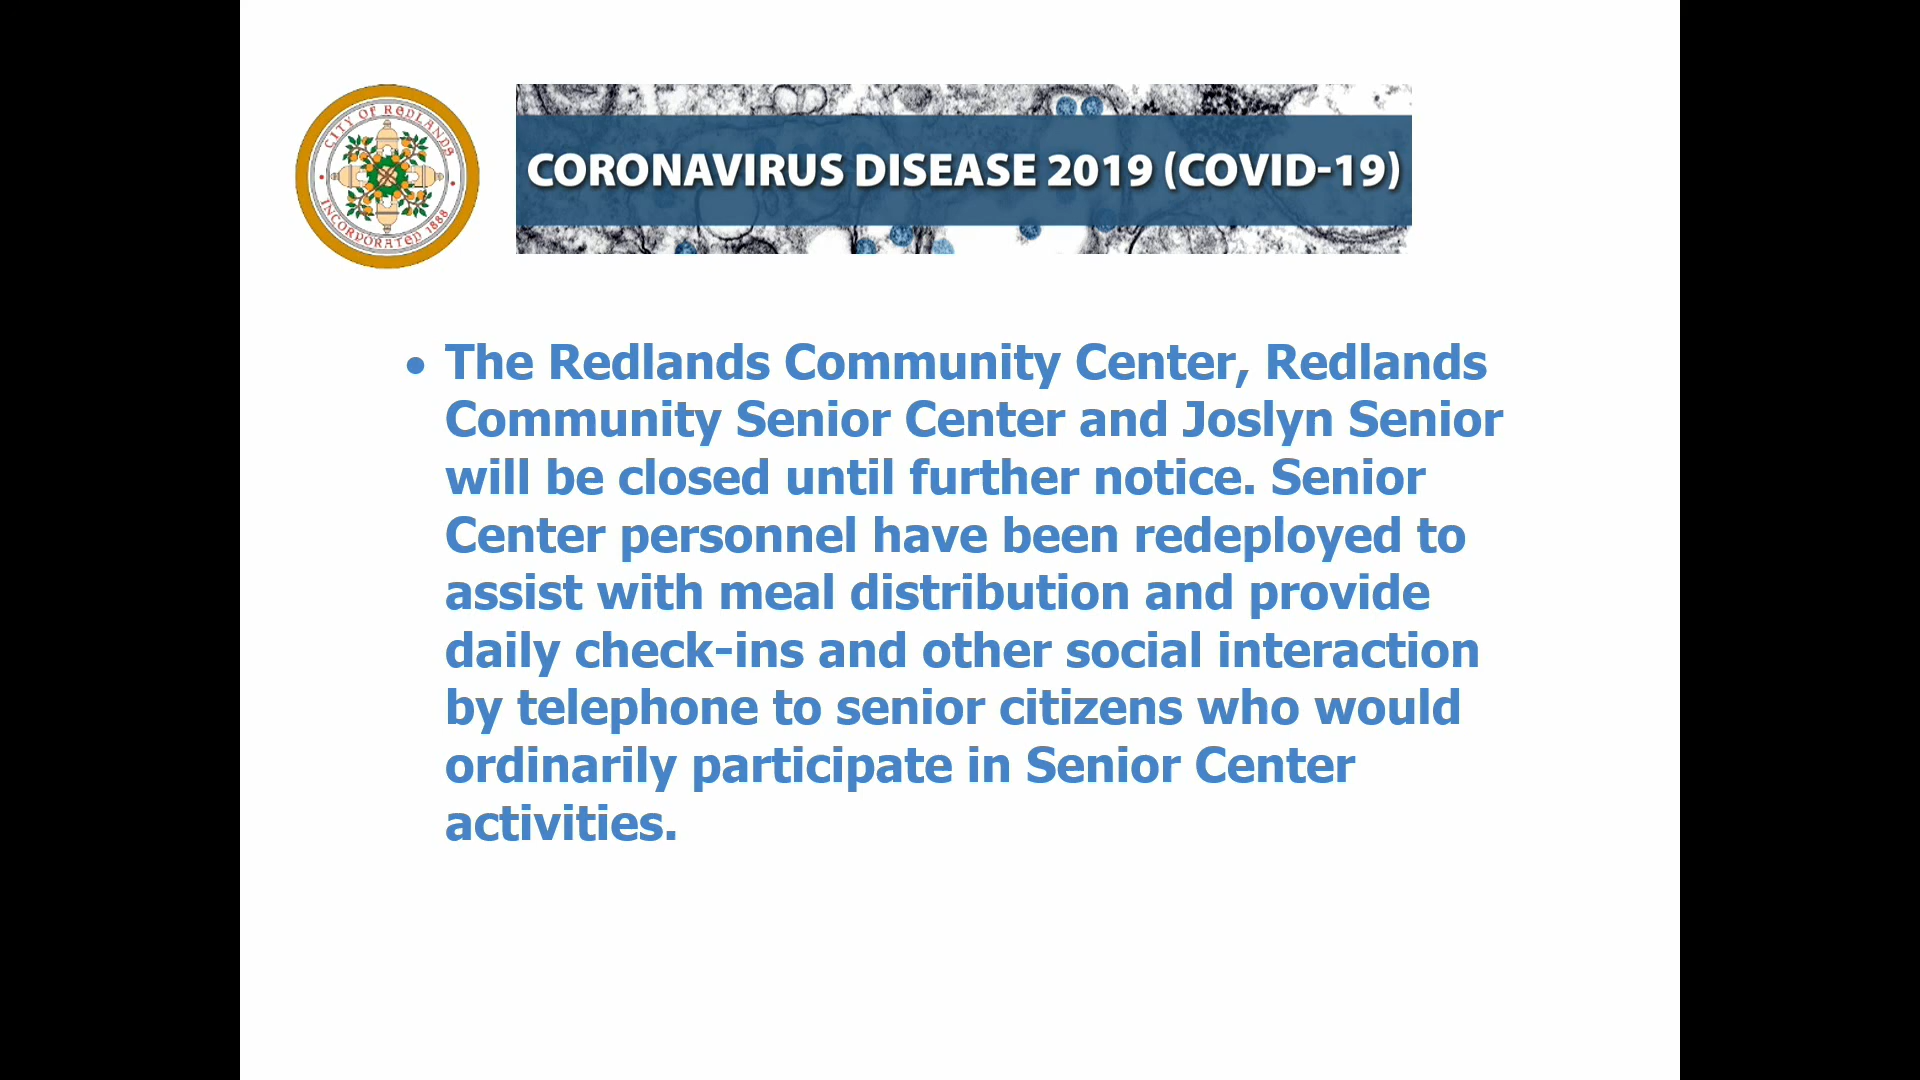 CITY OF REDLANDS
INCORPORATED 1888
CORONAVIRUS DISEASE 2019 (COVID-19)
• The Redlands Community Center, Redlands
Community Senior Center and Joslyn Senior
will be closed until further notice. Senior
Center personnel have been redeployed to
assist with meal distribution and provide
daily check-ins and other social interaction
by telephone to senior citizens who would
ordinarily participate in Senior Center
activities.